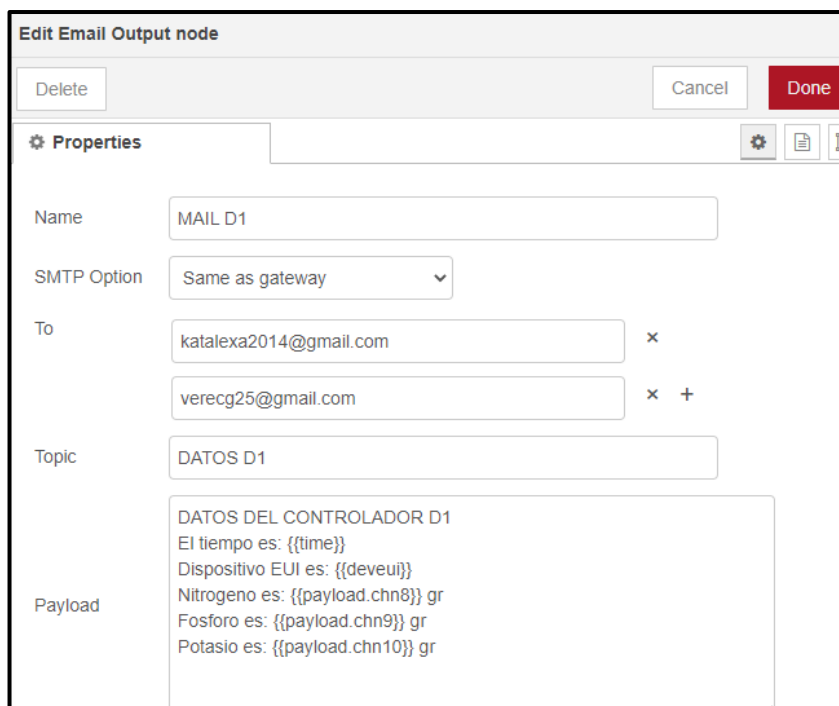 Edit Email Output node
Delete
Cancel
Done
Properties
Name
MAIL D1
SMTP Option
Same as gateway
To
katalexa2014@gmail.com
verecg25@gmail.com
Topic
DATOS D1
Payload
DATOS DEL CONTROLADOR D1
El tiempo es: {{time}}
Dispositivo EUI es: {{deveui}}
Nitrogeno es: {{payload.chn8}} gr
Fosforo es: {{payload.chn9}} gr
Potasio es: {{payload.chn10}} gr